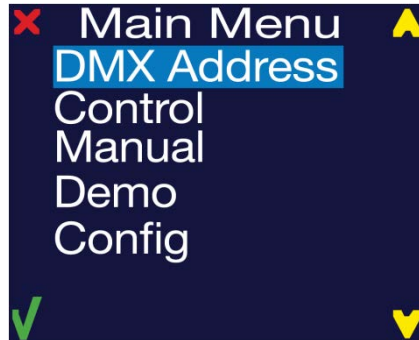 Main Menu
DMX Address
Control
Manual
Demo
Config